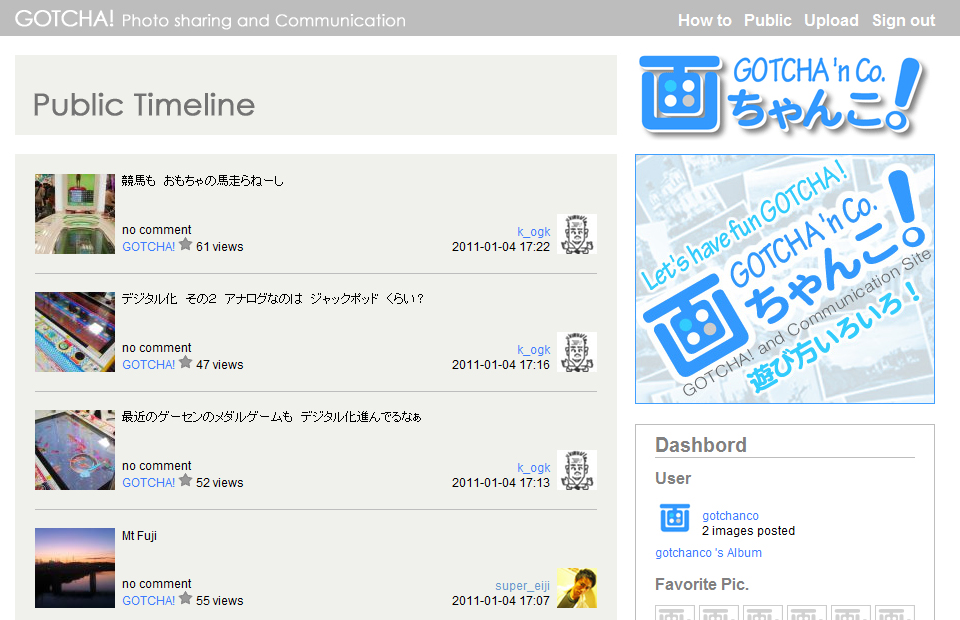 GOTCHA! Photo sharing and Communication
How to Public Upload Sign out
Public Timeline
競馬も おもちゃの馬走らねーし
no comment
GOTCHA! 61 views
k_ogk
2011-01-04 17:22
デジタル化 その2 アナログなのは ジャックポッド くらい?
no comment
GOTCHA! 47 views
k_ogk
2011-01-04 17:16
最近のゲーセンのメダルゲームも デジタル化進んでるなぁ
no comment
GOTCHA! 52 views
k_ogk
2011-01-04 17:13
Mt Fuji
no comment
GOTCHA! 55 views
super_eiji
2011-01-04 17:07
画 GOTCHA 'n Co.
ちゃんこ!
Let's have fun GOTCHA!
GOTCHA 'n Co.
画ちゃんこ!
GOTCHA! and Communication Site
遊び方いろいろ!
Dashbord
User
画
gotchanco
2 images posted
gotchanco 's Album
Favorite Pic.